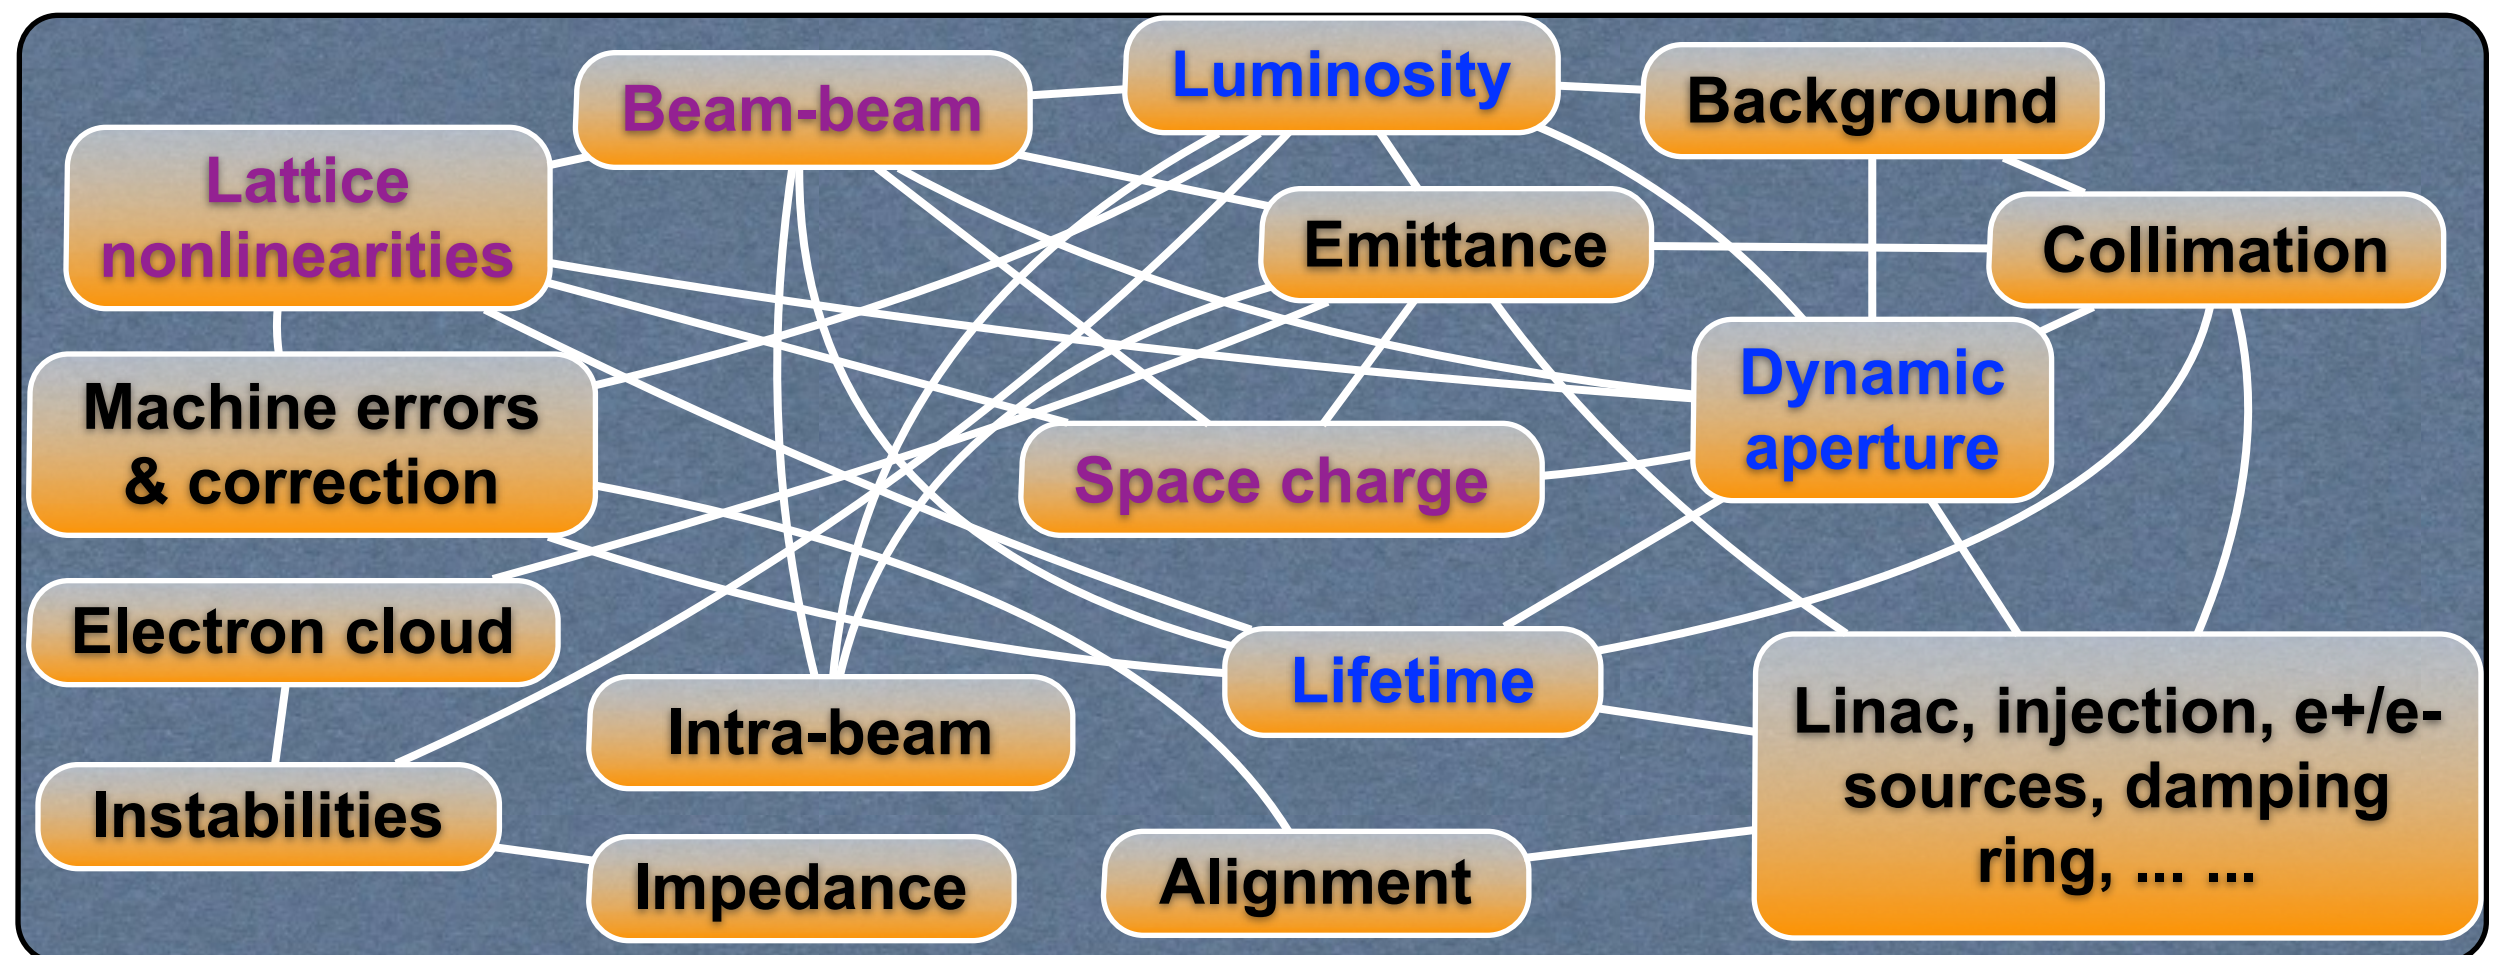 Luminosity
Background
Beam-beam
Lattice
nonlinearities
Emittance
Collimation
Dynamic
aperture
Machine errors
& correction
Space charge
Electron cloud
Lifetime
Intra-beam
Linac, injection, e+/e-
sources, damping
ring, ... ...
Instabilities
Impedance
Alignment